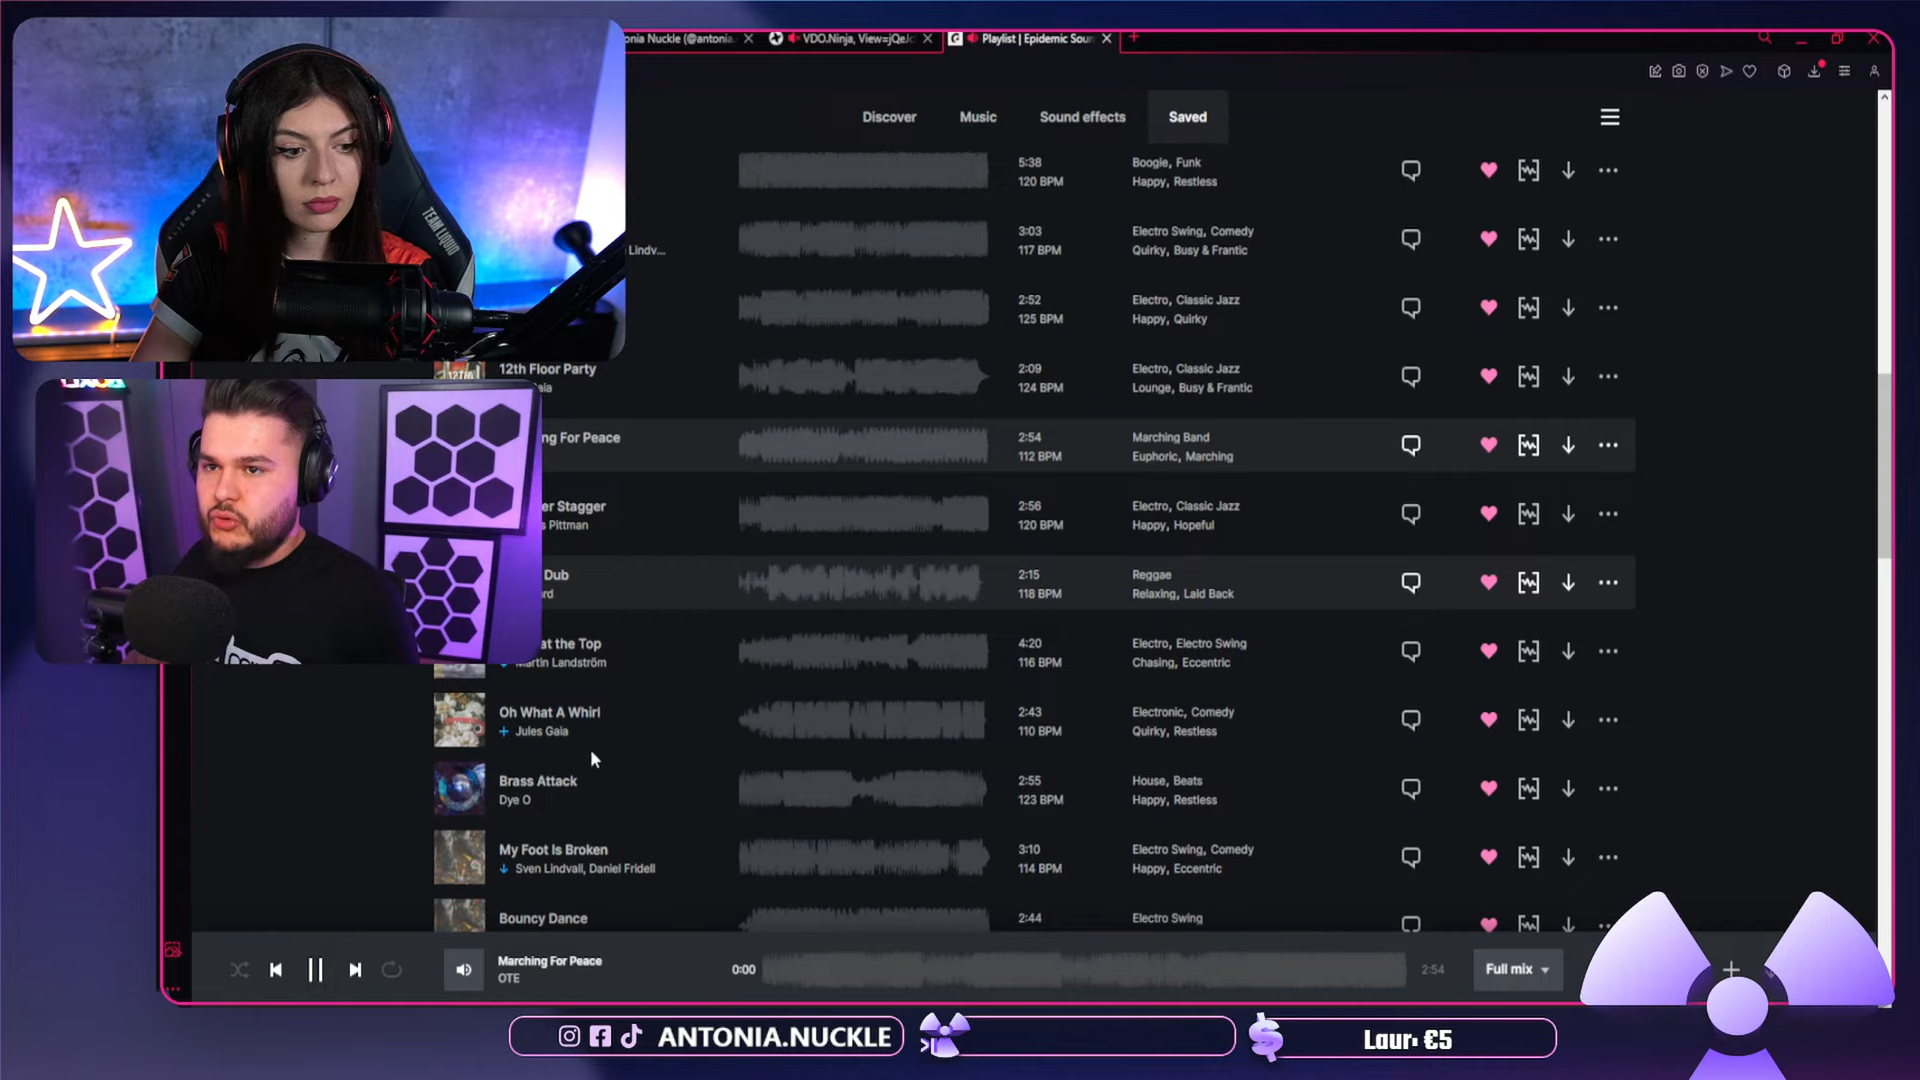 onia Nuckle (@antonia.
VDO.Ninja, View=jQeJc
Playlist | Epidemic Soun
Discover
Music
Sound effects
Saved
5:38
120 BPM
Boogie, Funk
Happy, Restless
Lindv...
3:03
117 BPM
Electro Swing, Comedy
Quirky, Busy & Frantic
2:52
125 BPM
Electro, Classic Jazz
Happy, Quirky
12th Floor Party
aia
2:09
124 BPM
Electro, Classic Jazz
Lounge, Busy & Frantic
ng For Peace
2:54
112 BPM
Marching Band
Euphoric, Marching
er Stagger
s Pittman
2:56
120 BPM
Electro, Classic Jazz
Happy, Hopeful
Dub
ard
2:15
118 BPM
Reggae
Relaxing, Laid Back
at the Top
Martin Landström
4:20
116 BPM
Electro, Electro Swing
Chasing, Eccentric
Oh What A Whirl
Jules Gaia
2:43
110 BPM
Electronic, Comedy
Quirky, Restless
Brass Attack
Dye O
2:55
123 BPM
House, Beats
Happy, Restless
My Foot Is Broken
Sven Lindvall, Daniel Fridell
3:10
114 BPM
Electro Swing, Comedy
Happy, Eccentric
Bouncy Dance
2:44
Electro Swing
Marching For Peace
OTE
0:00
2:54
Full mix
ALIENWARE
TEAM LIQUID
ANTONIA.NUCKLE
Laur: €5